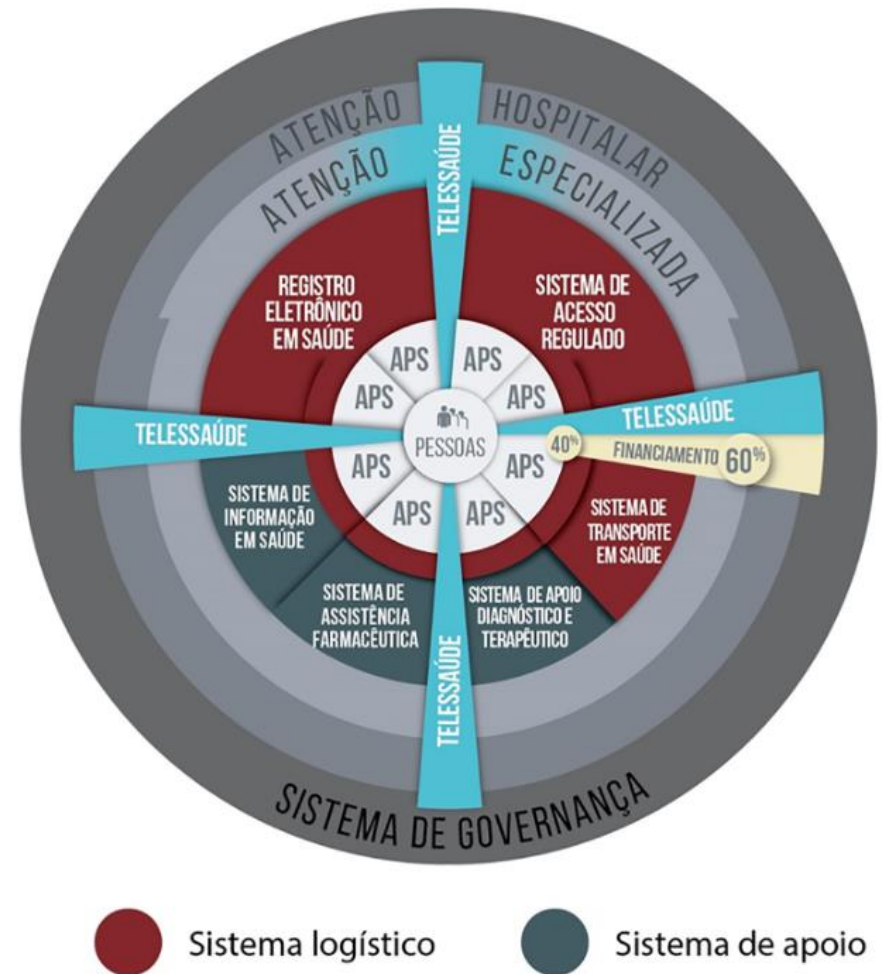 ATENÇÃO HOSPITALAR
ATENÇÃO ESPECIALIZADA
TELESSAÚDE
REGISTRO
ELETRÔNICO
EM SAÚDE
SISTEMA DE
ACESSO
REGULADO
APS
APS
APS
APS
PESSOAS
TELESSAÚDE
TELESSAÚDE
40%
FINANCIAMENTO
60%
APS
APS
APS
APS
SISTEMA DE
INFORMAÇÃO
EM SAÚDE
SISTEMA DE
TRANSPORTE
EM SAÚDE
SISTEMA DE
ASSISTÊNCIA
FARMACÊUTICA
SISTEMA DE APOIO
DIAGNÓSTICO E
TERAPÊUTICO
TELESSAÚDE
SISTEMA DE GOVERNANÇA
Sistema logístico
Sistema de apoio